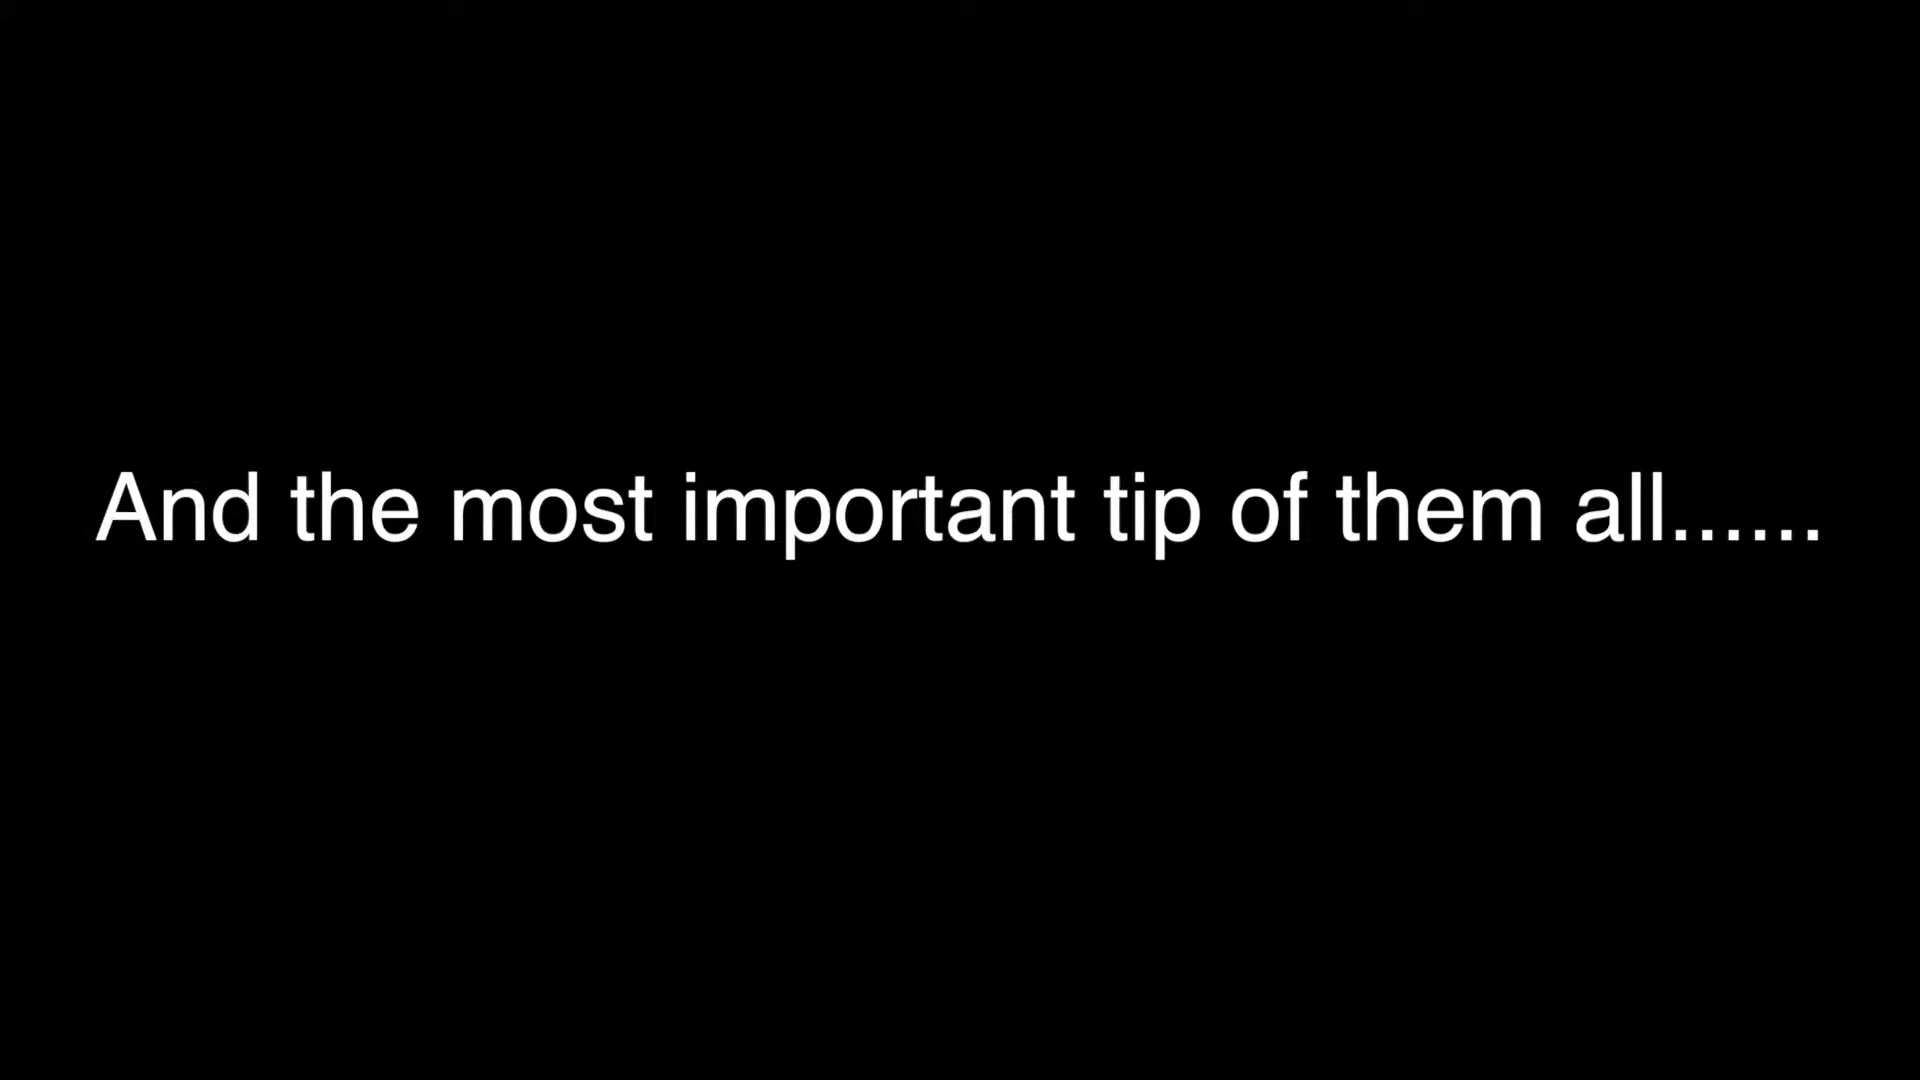 And the most important tip of them all......